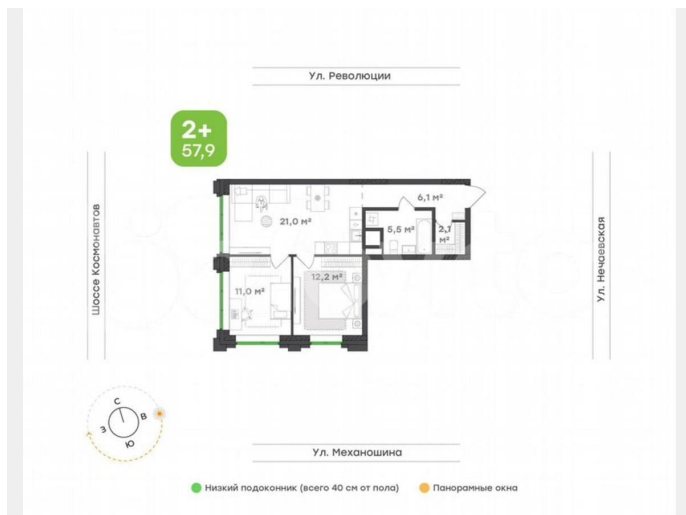 Ул. Революции
2+
57,9
6,1 м²
21,0 м²
5,5 м²
2,1
м²
Шоссе Космонавтов
Ул. Нечаевская
11,0 м²
12,2 м²
С
В
З
Ю
Ул. Механошина
Низкий подоконник (всего 40 см от пола)
Панорамные окна